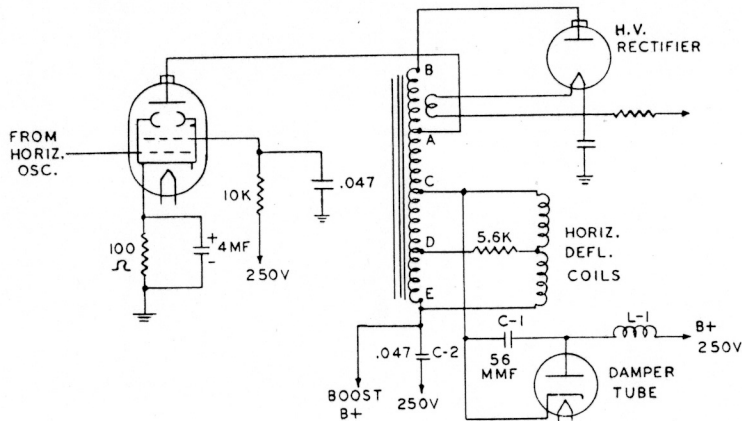 H.V.
RECTIFIER
B
A
FROM
HORIZ.
OSC.
10K
.047
C
5.6K
HORIZ.
DEFL.
COILS
D
100
Ω
+
4MF
-
250V
E
C-1
L-1
B+
250V
.047
C-2
56
MMF
DAMPER
TUBE
BOOST
B+
250V